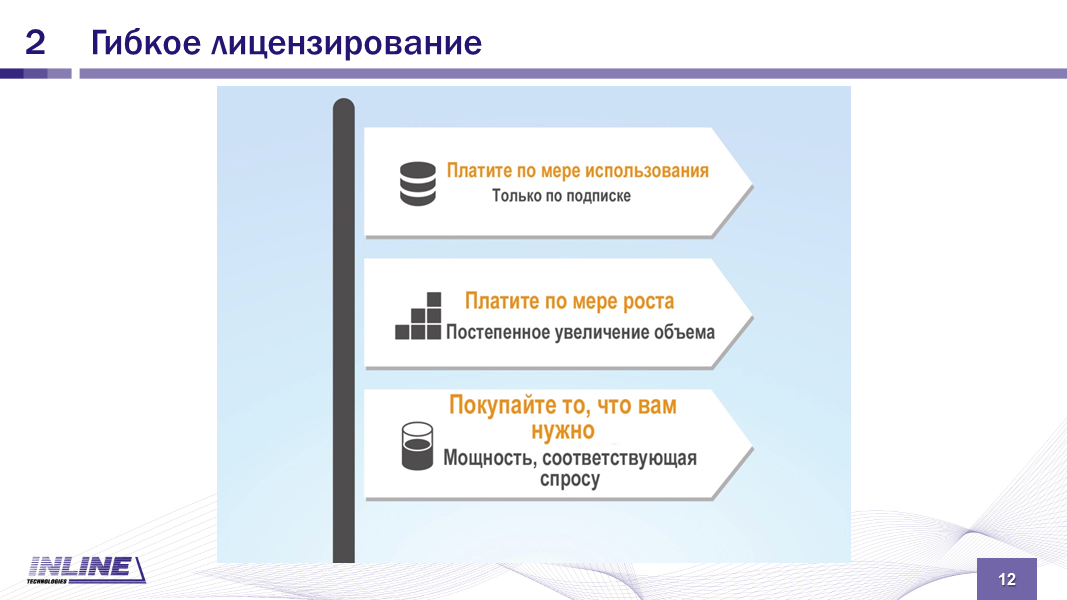 2 Гибкое лицензирование
Платите по мере использования
Только по подписке
Платите по мере роста
Постепенное увеличение объема
Покупайте то, что вам
нужно
Мощность, соответствующая
спросу
INLINE
TECHNOLOGIES
12